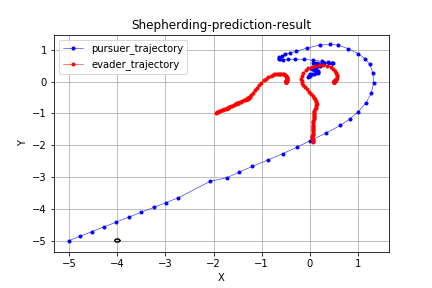 Shepherding-prediction-result
pursuer_trajectory
evader_trajectory
1
0
−1
−2
−3
−4
−5
Y
−5 −4 −3 −2 −1 0 1
X